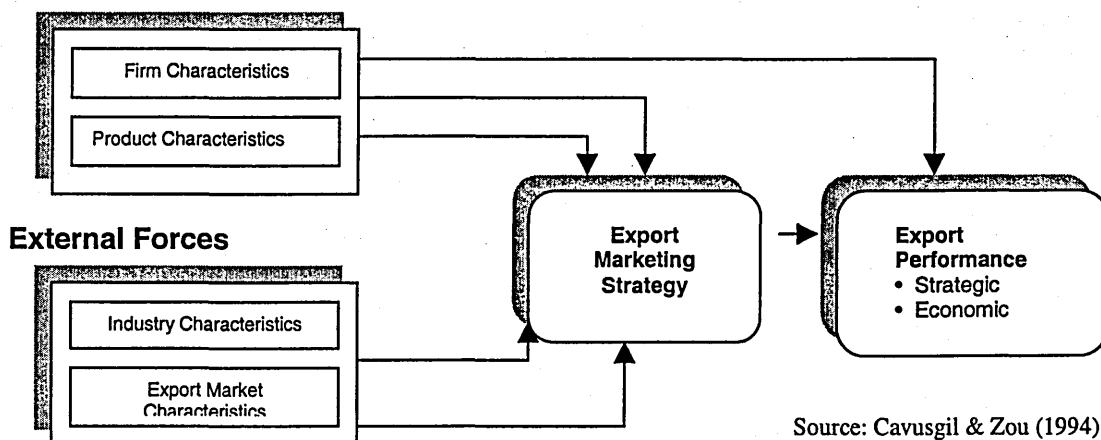 Firm Characteristics
Product Characteristics
External Forces
Industry Characteristics
Export Market
Characteristics
Export
Marketing
Strategy
Export
Performance
• Strategic
• Economic
Source: Cavusgil & Zou (1994)